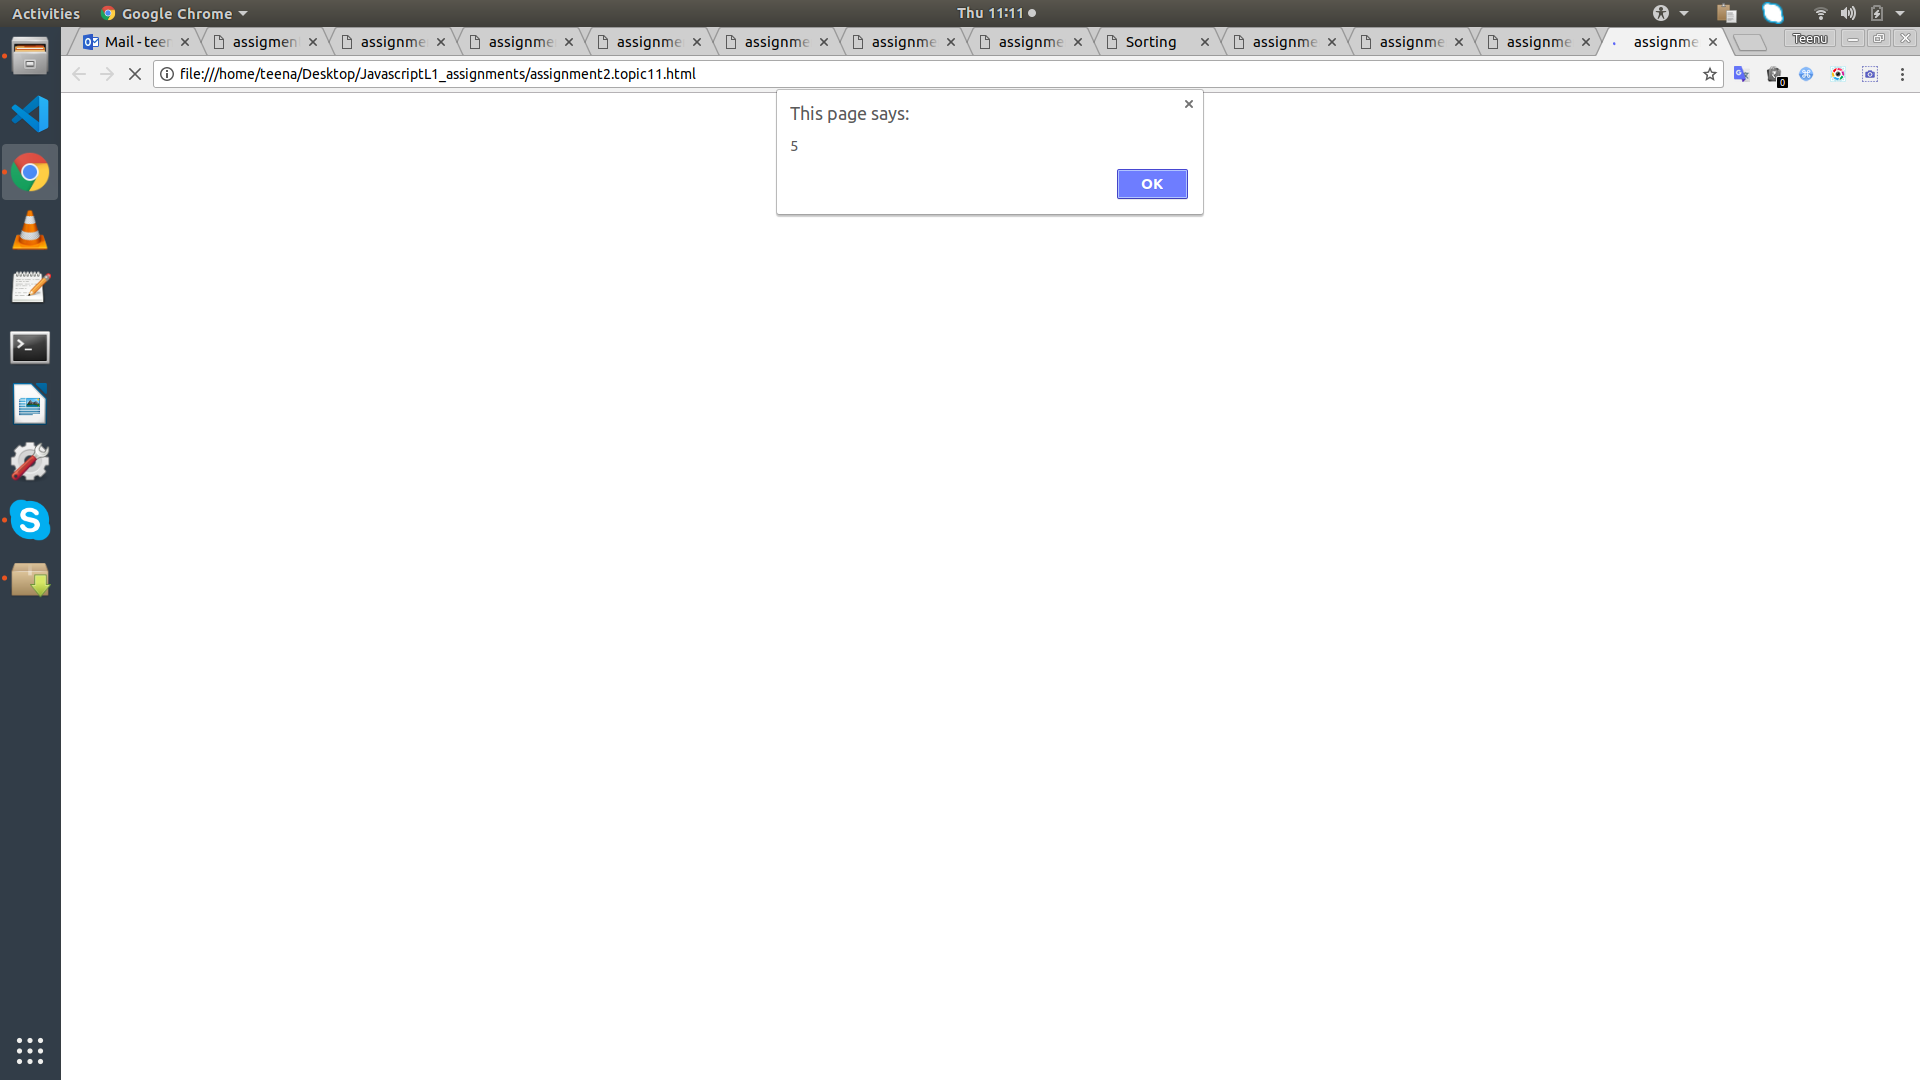 Activities
Google Chrome
Thu 11:11
Mail - teer
assigmen
assignme
assignme
assignme
assignme
assignme
assignme
Sorting
assignme
assignme
assignme
assignme
Teenu
file:///home/teena/Desktop/JavascriptL1_assignments/assignment2.topic11.html
0
This page says:
5
OK